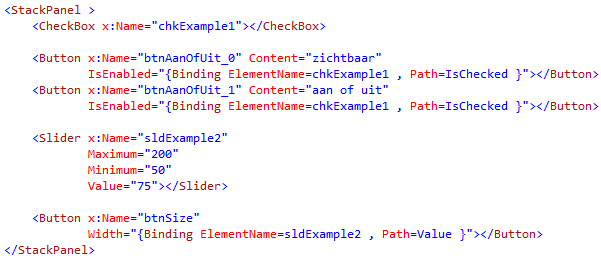 <StackPanel >
    <CheckBox x:Name="chkExample1"></CheckBox>

    <Button x:Name="btnAanOfUit_0" Content="zichtbaar"
            IsEnabled="{Binding ElementName=chkExample1 , Path=IsChecked }"></Button>
    <Button x:Name="btnAanOfUit_1" Content="aan of uit"
            IsEnabled="{Binding ElementName=chkExample1 , Path=IsChecked }"></Button>

    <Slider x:Name="sldExample2"
            Maximum="200"
            Minimum="50"
            Value="75"></Slider>

    <Button x:Name="btnSize"
            Width="{Binding ElementName=sldExample2 , Path=Value }"></Button>
</StackPanel>